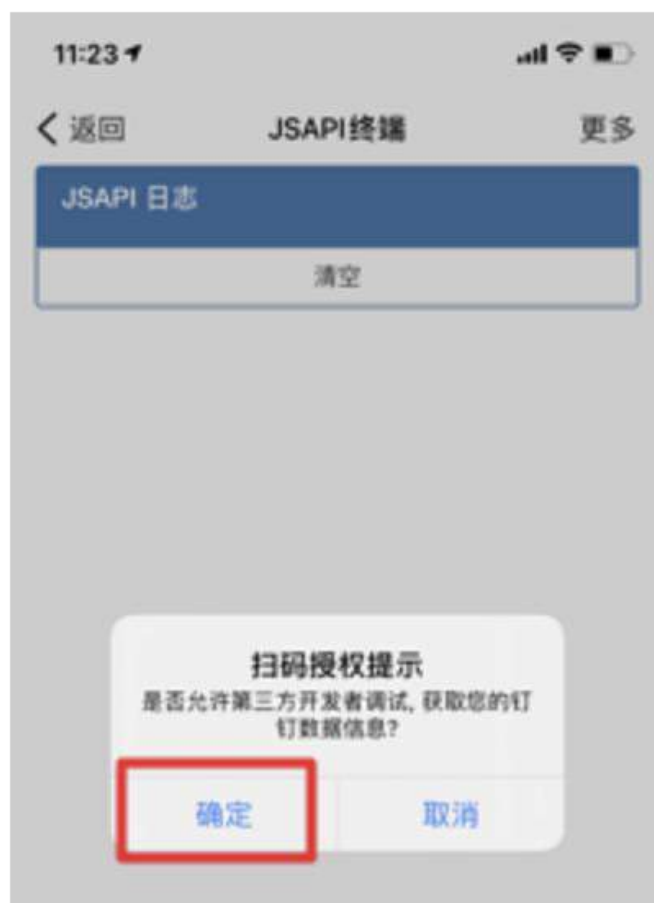 11:23
返回 JSAPI终端 更多
JSAPI 日志
清空
扫码授权提示
是否允许第三方开发者调试, 获取您的钉
钉数据信息?
确定 取消